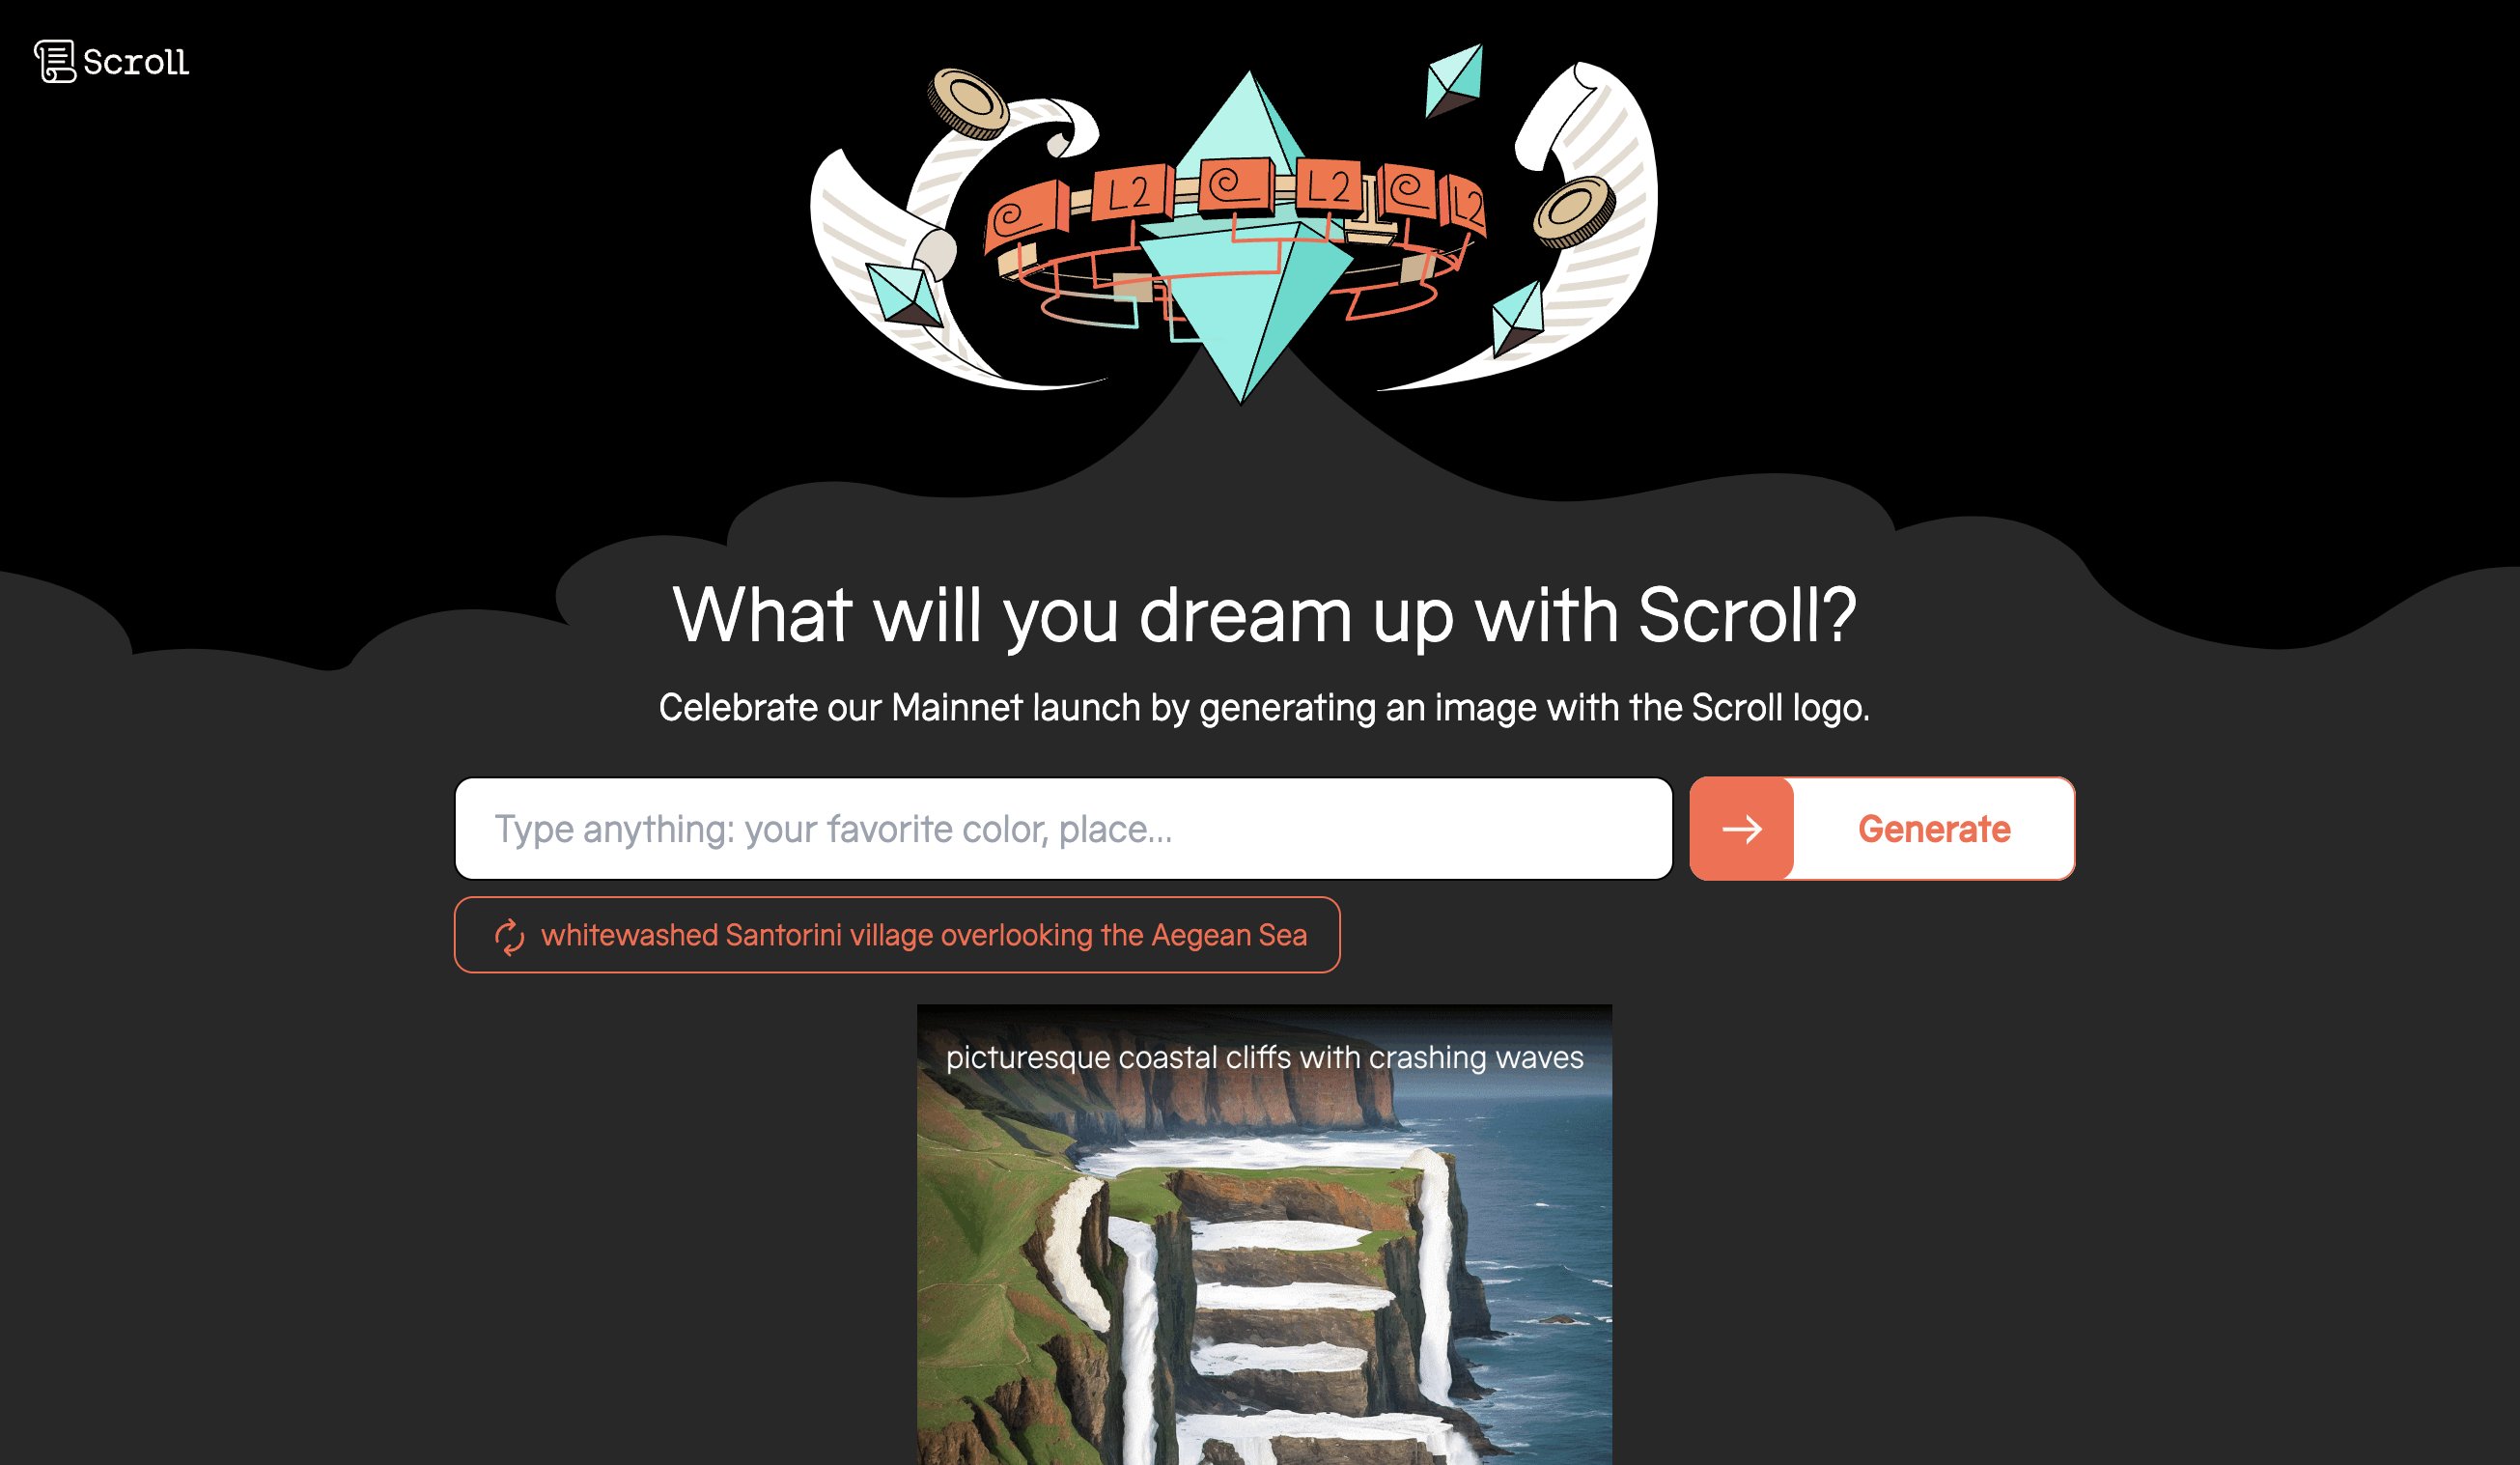 Scroll
L2 L2 L2
What will you dream up with Scroll?
Celebrate our Mainnet launch by generating an image with the Scroll logo.
Type anything: your favorite color, place...
Generate
whitewashed Santorini village overlooking the Aegean Sea
picturesque coastal cliffs with crashing waves